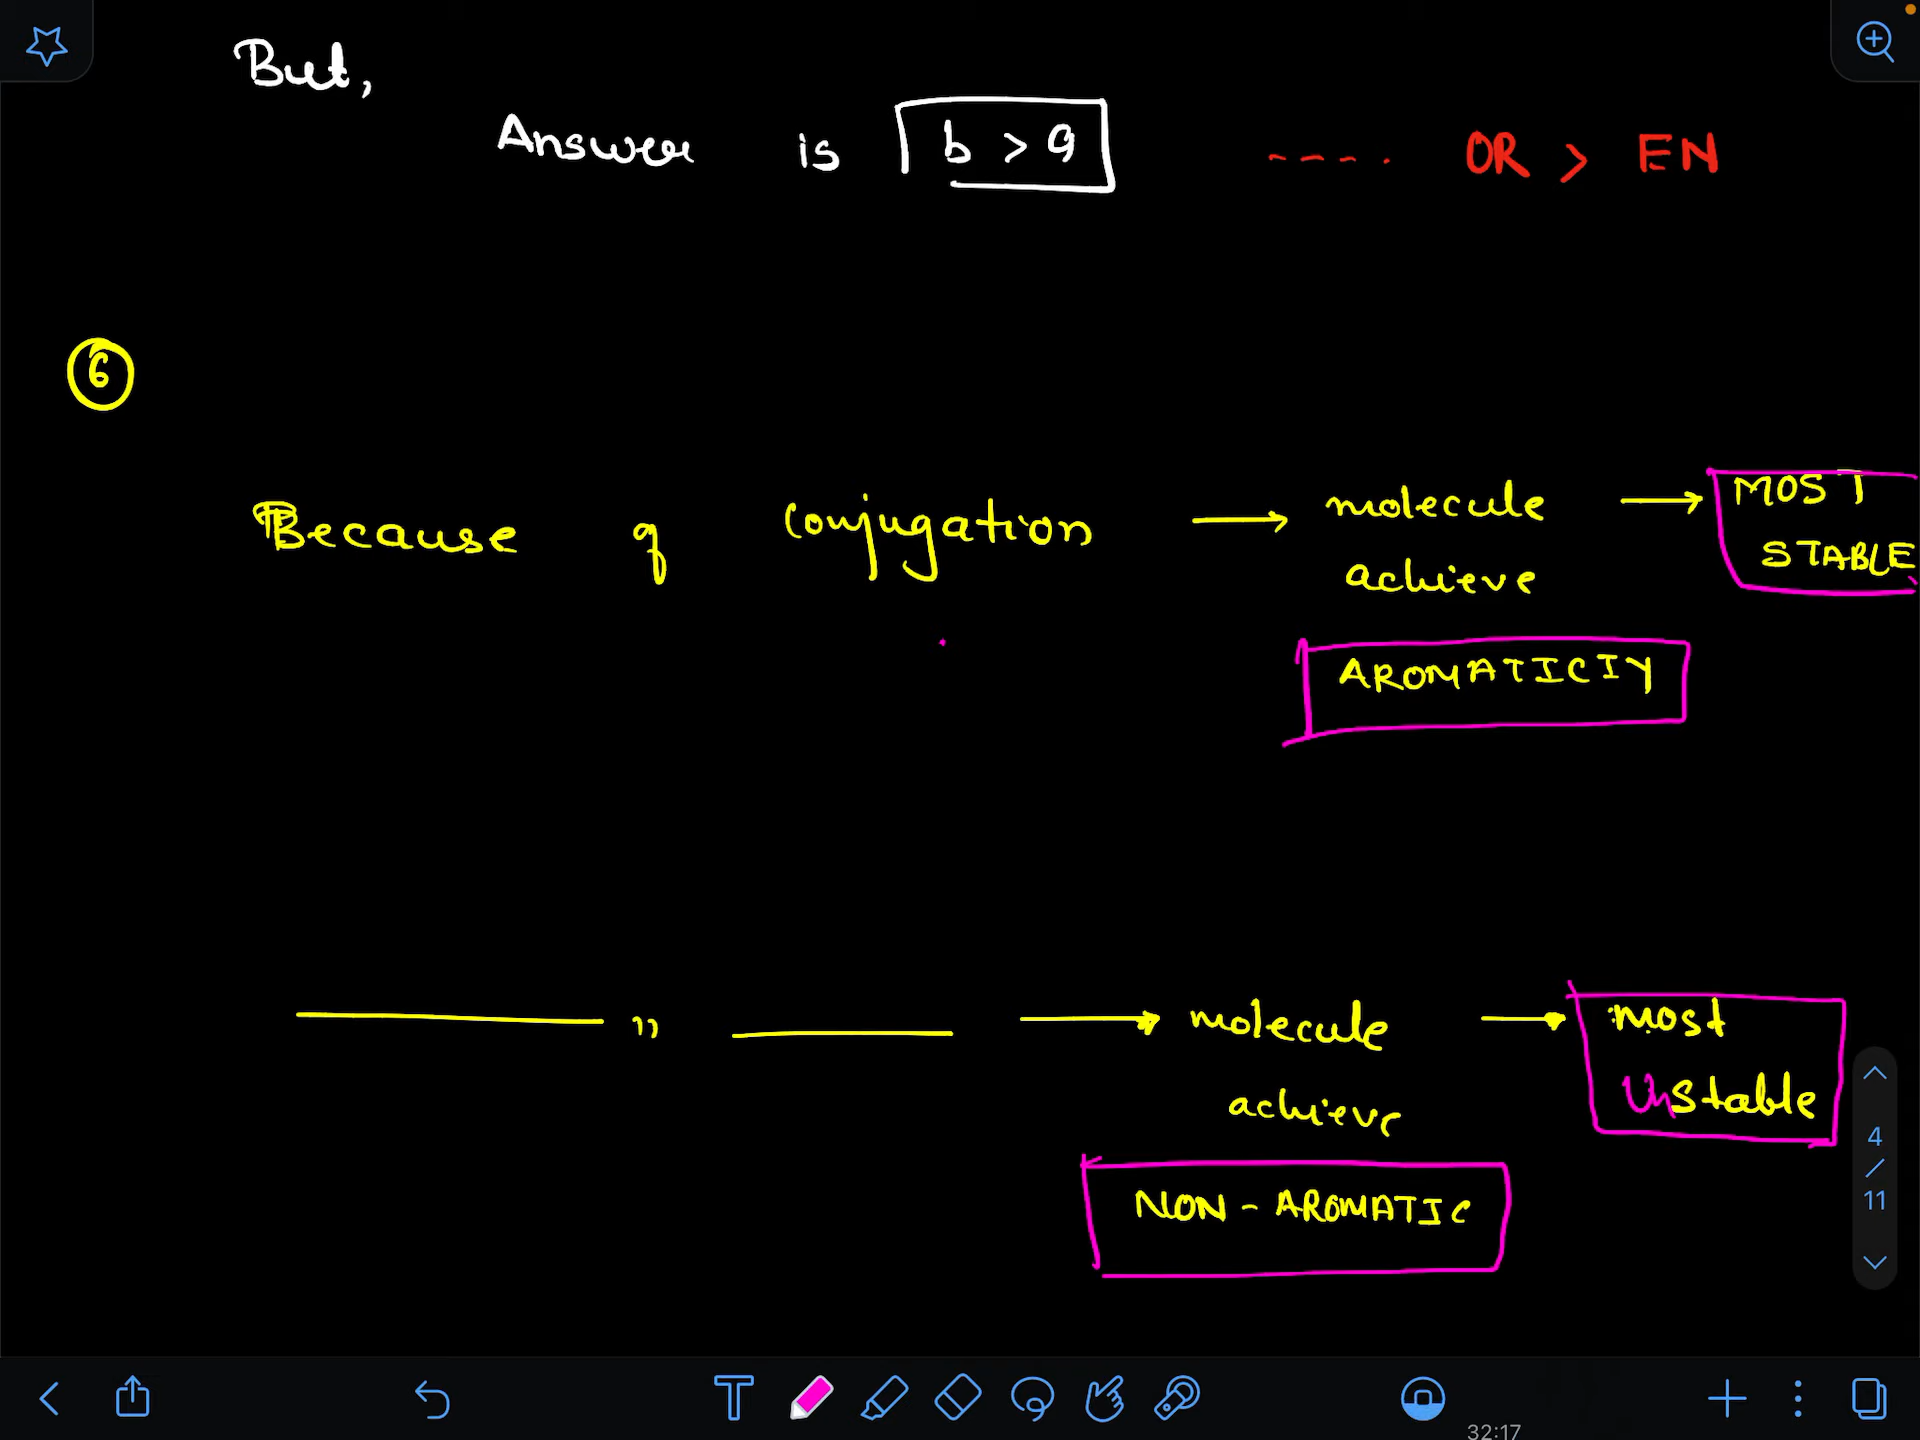 But,
Answer is b > a ---- . OR > EN
6
Because of conjugation → molecule achieve → MOST STABLE
AROMATICIY
——— " ——— → molecule achieve → most Unstable
NON - AROMATIC
4
/
11
32:17